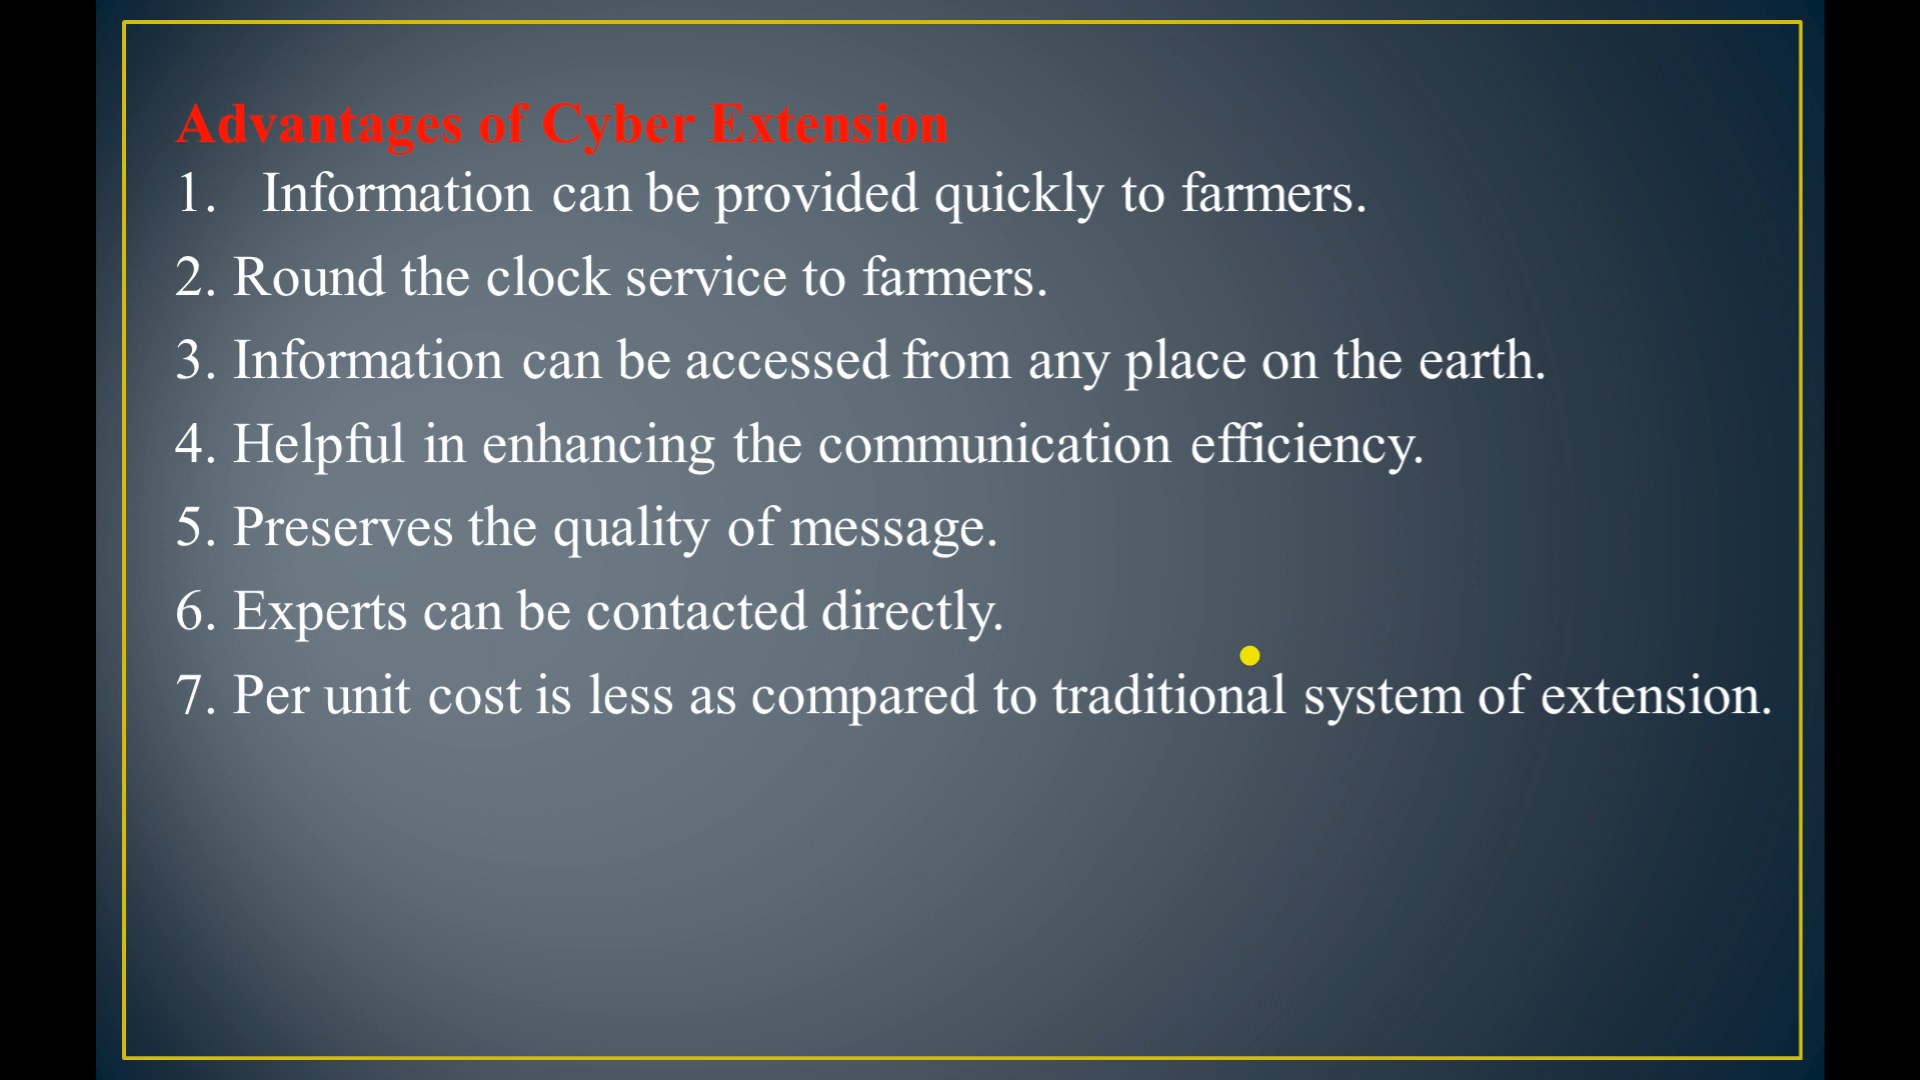 Advantages of Cyber Extension
1. Information can be provided quickly to farmers.
2. Round the clock service to farmers.
3. Information can be accessed from any place on the earth.
4. Helpful in enhancing the communication efficiency.
5. Preserves the quality of message.
6. Experts can be contacted directly.
7. Per unit cost is less as compared to traditional system of extension.